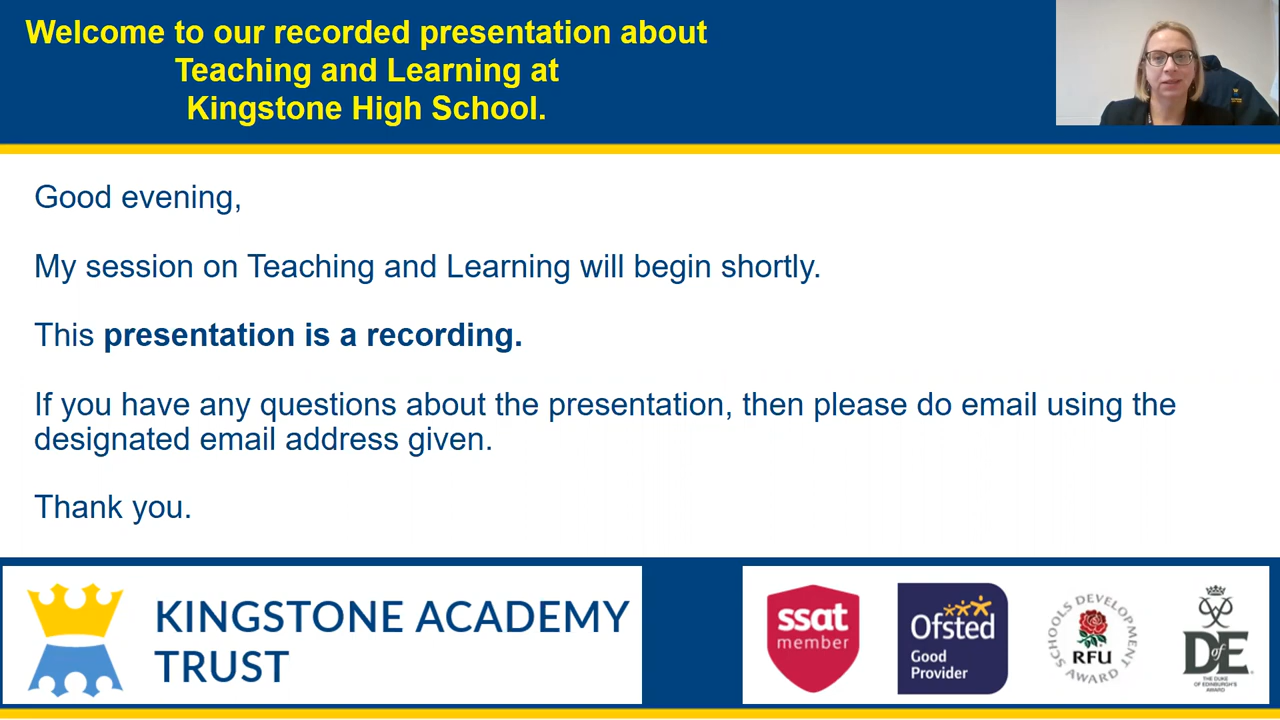 Welcome to our recorded presentation about
Teaching and Learning at
Kingstone High School.
Good evening,
My session on Teaching and Learning will begin shortly.
This presentation is a recording.
If you have any questions about the presentation, then please do email using the
designated email address given.
Thank you.
KINGSTONE ACADEMY
TRUST
ssat
member
Ofsted
Good
Provider
SCHOOLS DEVELOPMENT
RFU
AWARD
DofE
THE DUKE
OF EDINBURGH'S
AWARD